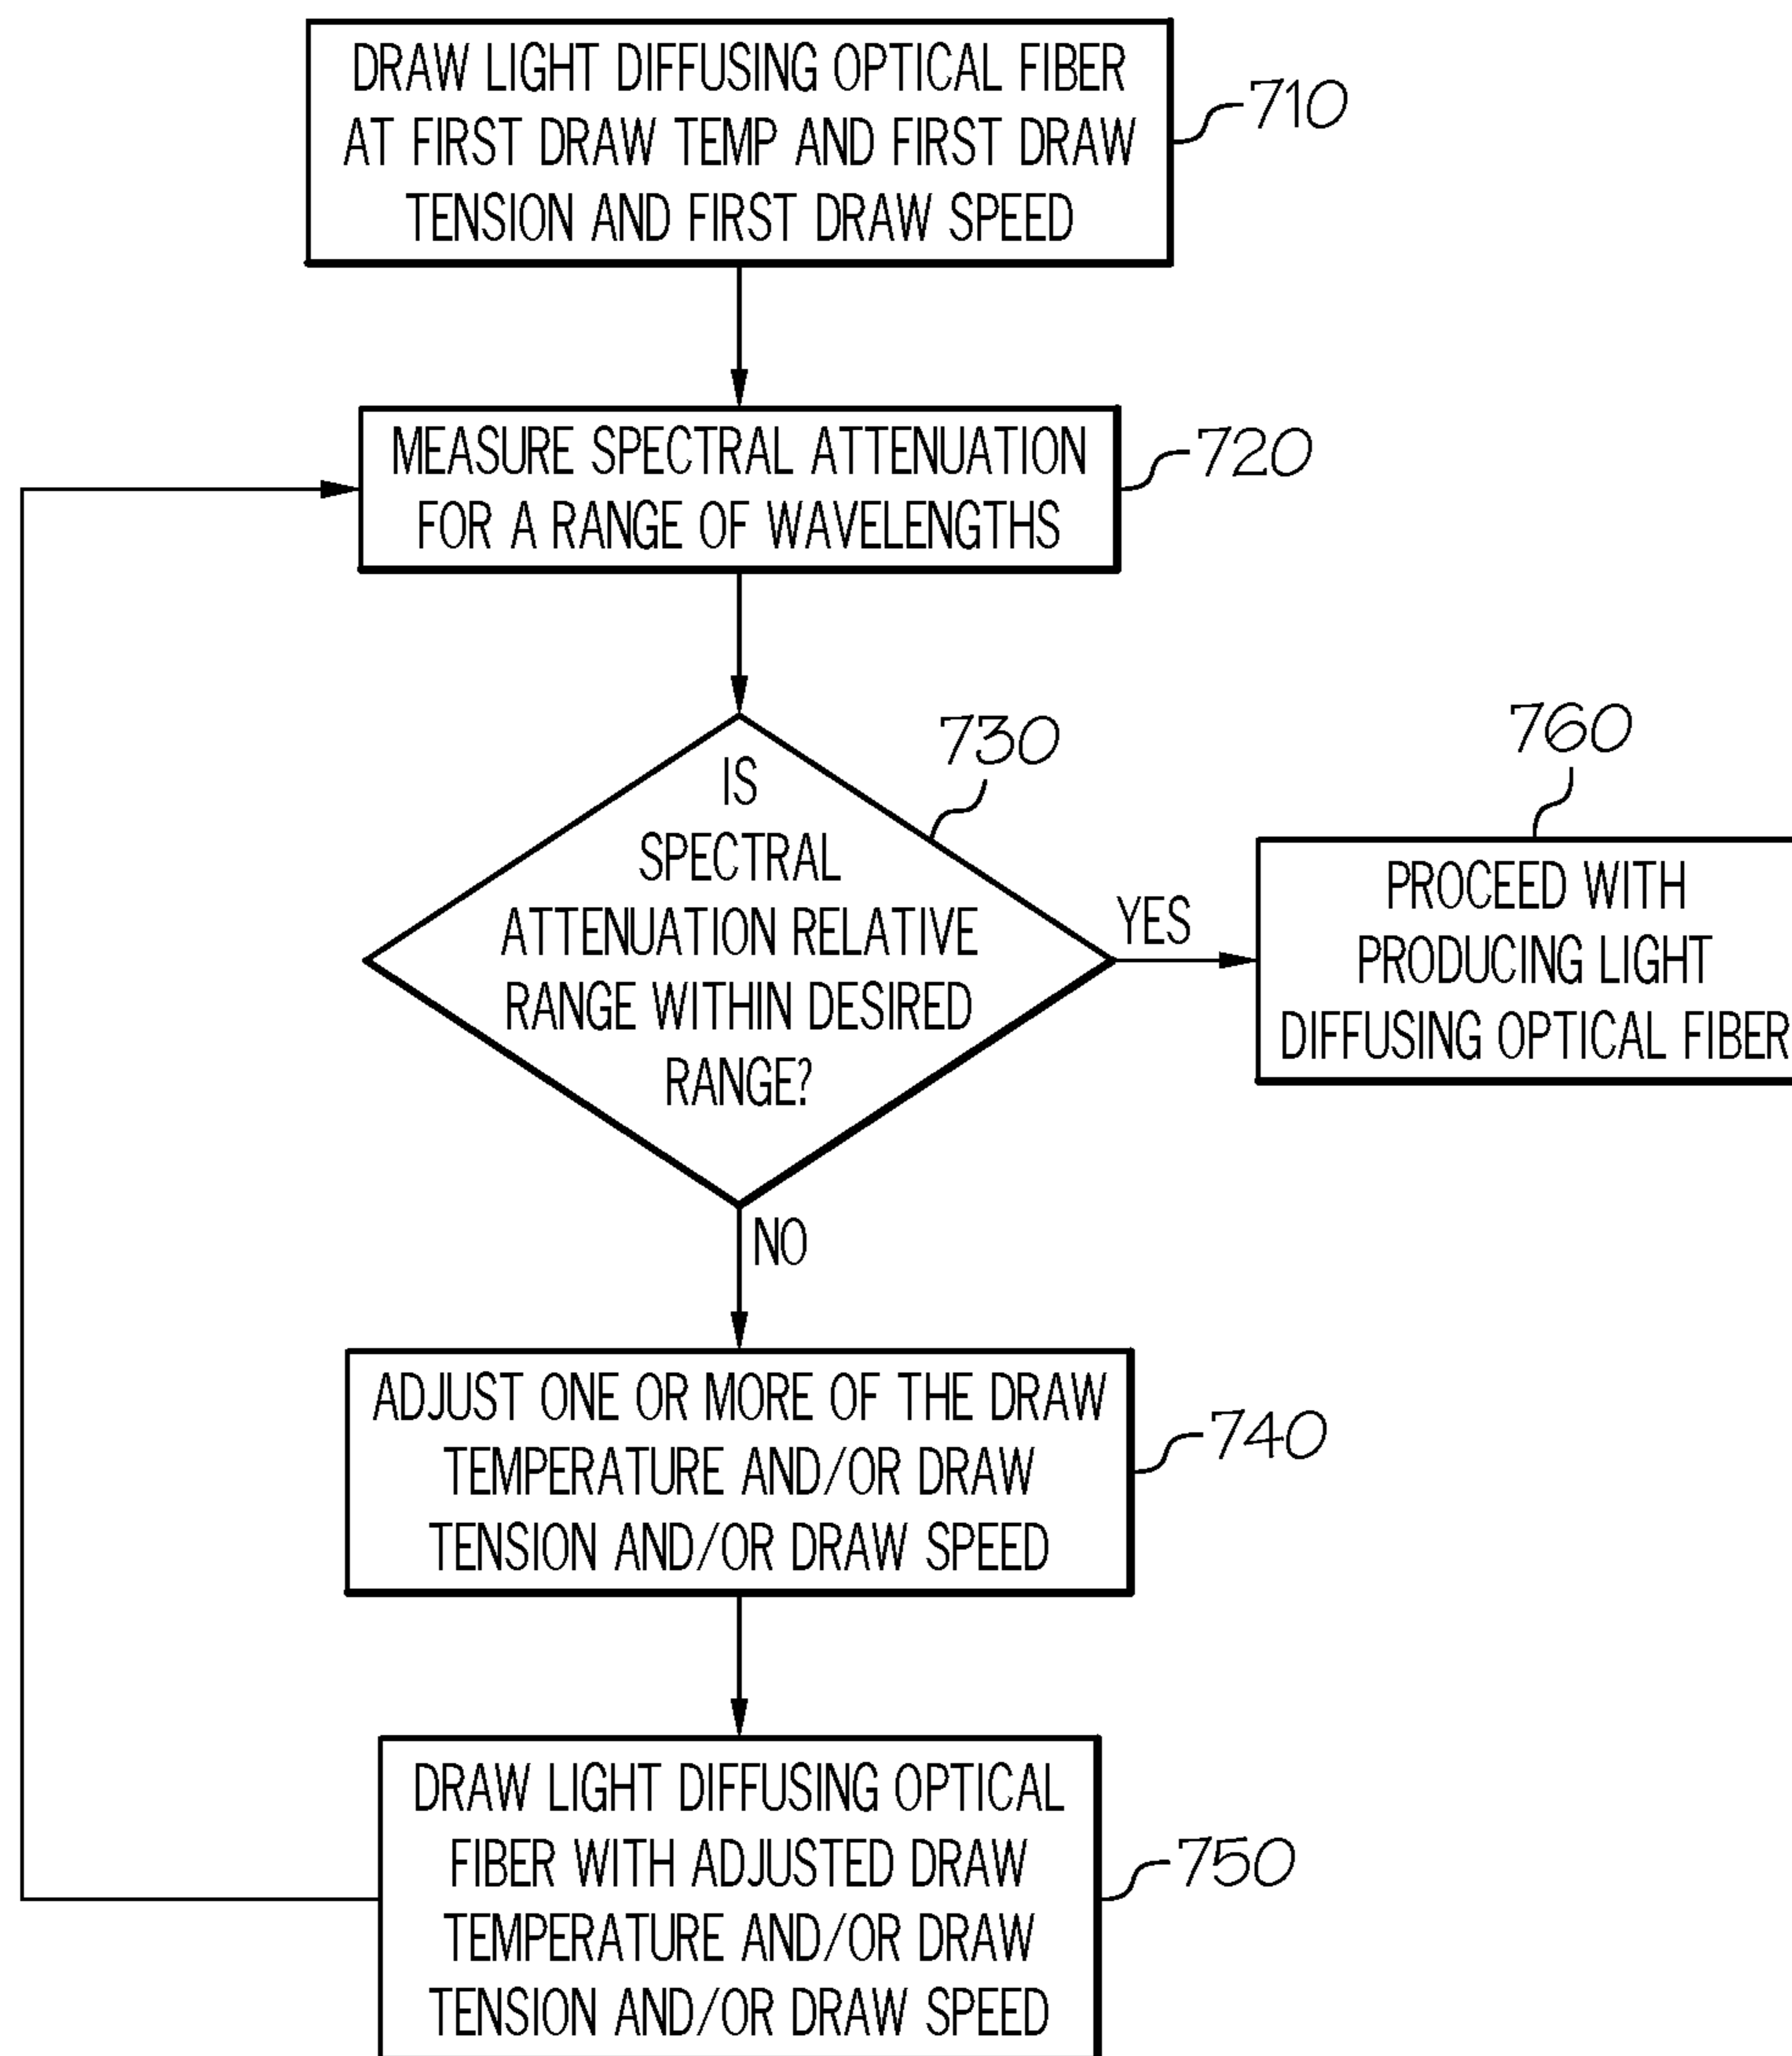 DRAW LIGHT DIFFUSING OPTICAL FIBER
AT FIRST DRAW TEMP AND FIRST DRAW
TENSION AND FIRST DRAW SPEED
710
MEASURE SPECTRAL ATTENUATION
FOR A RANGE OF WAVELENGTHS
720
IS
SPECTRAL
ATTENUATION RELATIVE
RANGE WITHIN DESIRED
RANGE?
730
YES
760
PROCEED WITH
PRODUCING LIGHT
DIFFUSING OPTICAL FIBER
NO
ADJUST ONE OR MORE OF THE DRAW
TEMPERATURE AND/OR DRAW
TENSION AND/OR DRAW SPEED
740
DRAW LIGHT DIFFUSING OPTICAL
FIBER WITH ADJUSTED DRAW
TEMPERATURE AND/OR DRAW
TENSION AND/OR DRAW SPEED
750